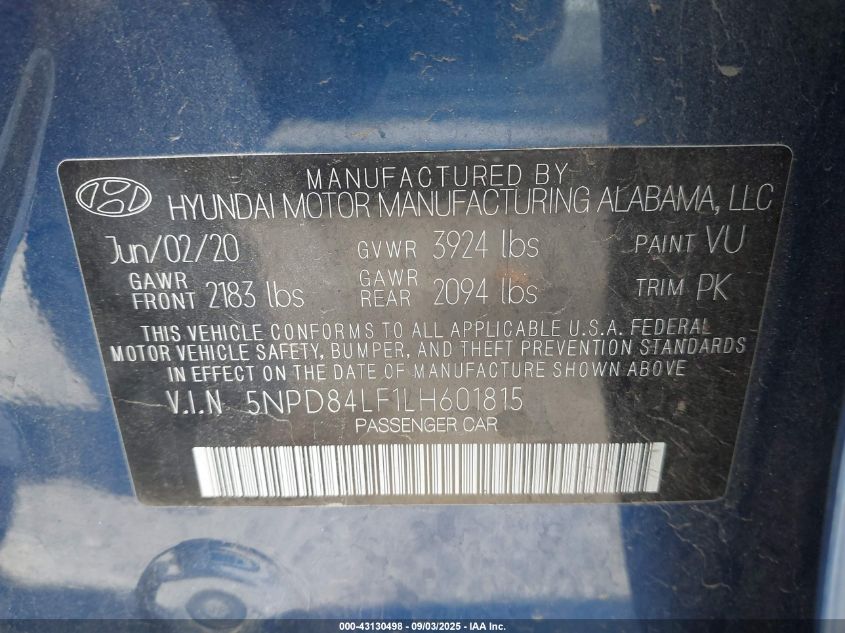 MANUFACTURED BY
HYUNDAI MOTOR MANUFACTURING ALABAMA, LLC
Jun/02/20 GVWR 3924 lbs PAINT VU
GAWR FRONT 2183 lbs GAWR REAR 2094 lbs TRIM PK
THIS VEHICLE CONFORMS TO ALL APPLICABLE U.S.A. FEDERAL
MOTOR VEHICLE SAFETY, BUMPER, AND THEFT PREVENTION STANDARDS
IN EFFECT ON THE DATE OF MANUFACTURE SHOWN ABOVE.
V.I.N 5NPD84LF1LH601815
PASSENGER CAR
000-43130498 - 09/03/2025 - IAA Inc.